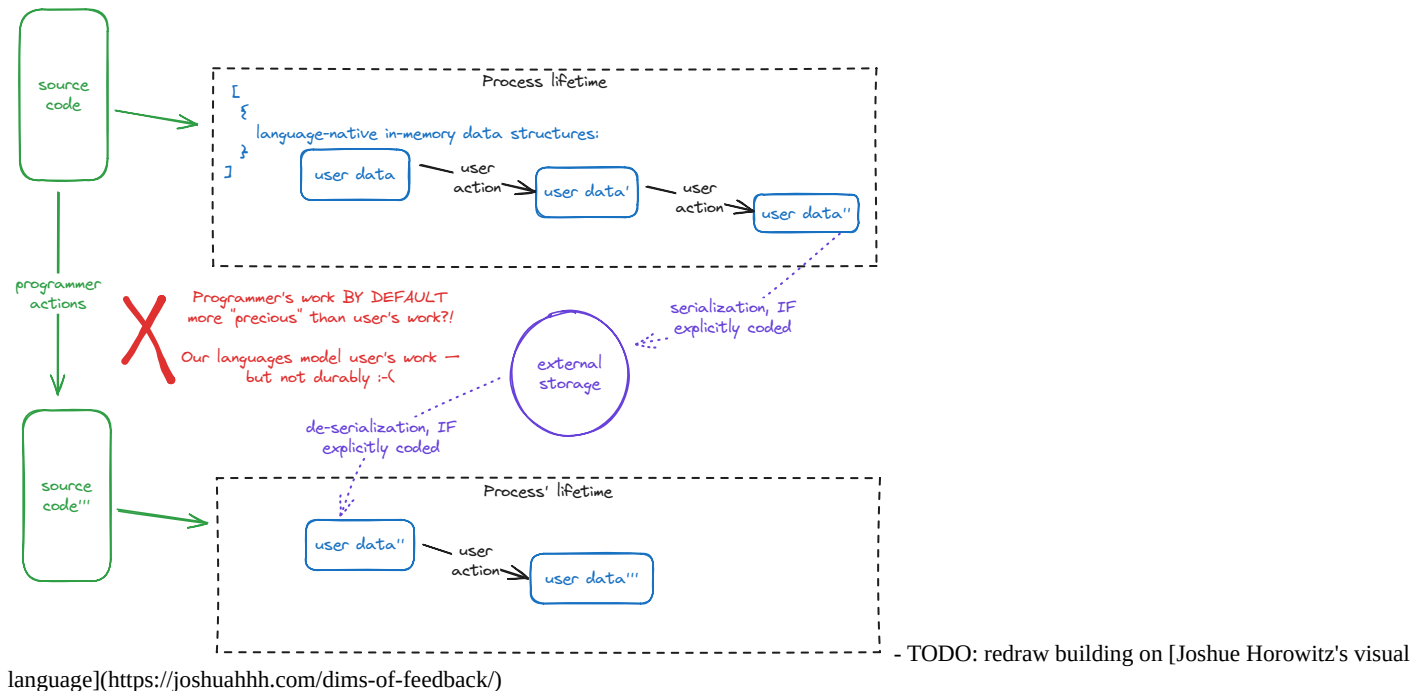 source
code
Process lifetime
[
{
language-native in-memory data structures:
}
]
user data
user
action
user data'
user
action
user data''
programmer
actions
Programmer's work BY DEFAULT
more "precious" than user's work?!
Our languages model user's work —
but not durably :-(
serialization, IF
explicitly coded
external
storage
de-serialization, IF
explicitly coded
source
code'''
Process' lifetime
user data''
user
action
user data'''
- TODO: redraw building on [Joshue Horowitz's visual
language](https://joshuahhh.com/dims-of-feedback/)